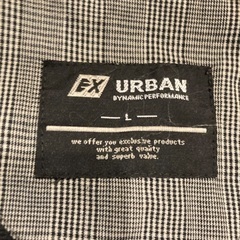 EX URBAN
DYNAMIC PERFORMANCE
— L —
we offer you exclusive products
with great quality
and superb value.